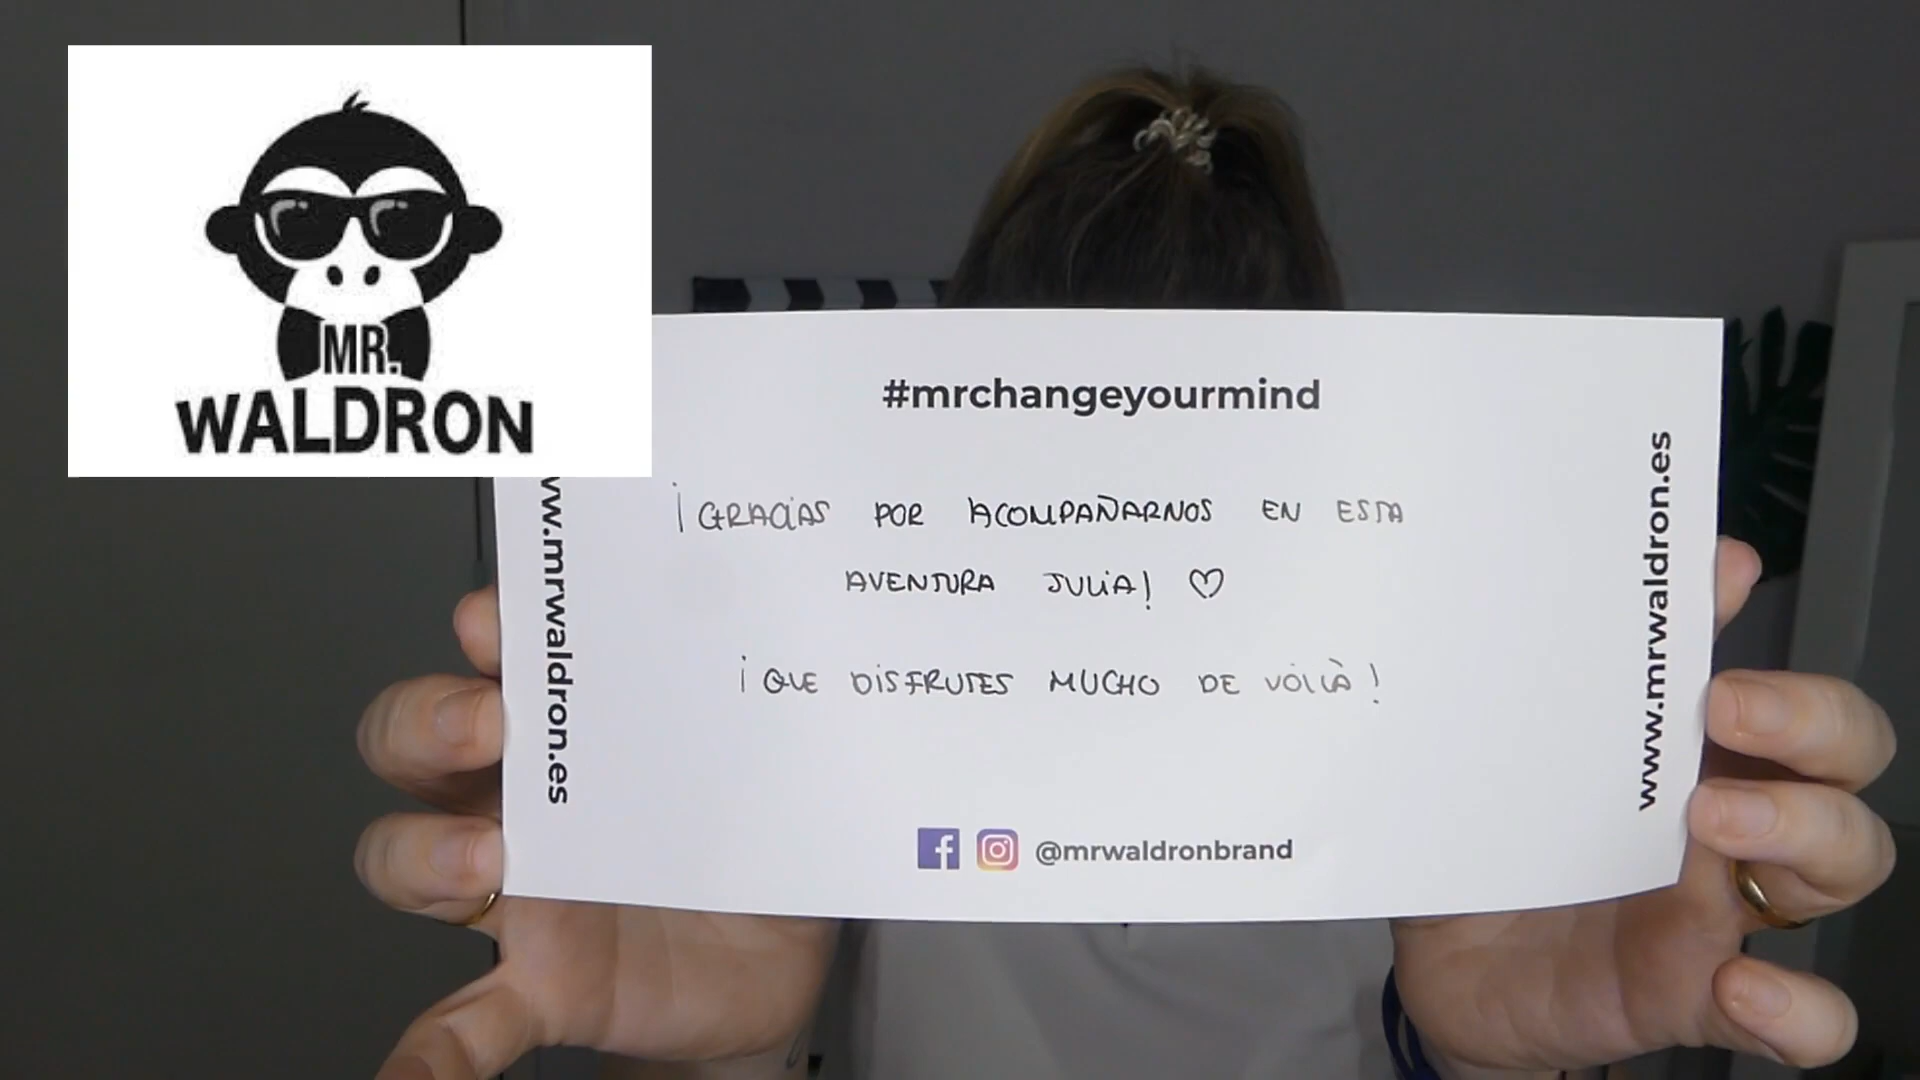 MR.
WALDRON
#mrchangeyourmind
¡GRACIAS POR ACOMPAÑARNOS EN ESTA
AVENTURA JULIA! ♡
¡QUE DISFRUTES MUCHO DE VOILÀ!
ww.mrwaldron.es
www.mrwaldron.es
@mrwaldronbrand